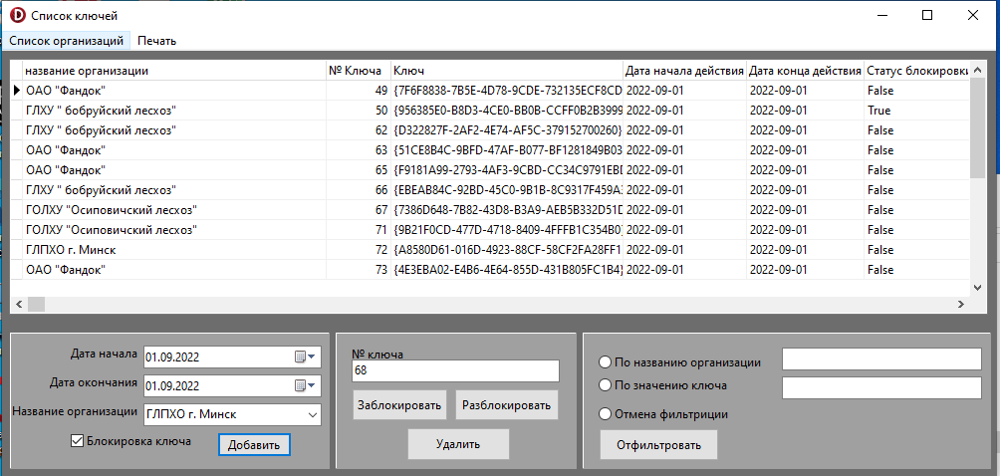 Список ключей
Список организаций Печать
название организации № Ключа Ключ Дата начала действия Дата конца действия Статус блокировки
ОАО "Фандок" 49 {7F6F8838-7B5E-4D78-9CDE-732135ECF8CD 2022-09-01 2022-09-01 False
ГЛХУ " бобруйский лесхоз" 50 {956385E0-B8D3-4CE0-BB0B-CCFF0B2B3999 2022-09-01 2022-09-01 True
ГЛХУ " бобруйский лесхоз" 62 {D322827F-2AF2-4E74-AF5C-379152700260} 2022-09-01 2022-09-01 False
ОАО "Фандок" 63 {51CE8B4C-9BFD-47AF-B077-BF1281849B03 2022-09-01 2022-09-01 False
ОАО "Фандок" 65 {F9181A99-2793-4AF3-9CBD-CC34C9791EBD 2022-09-01 2022-09-01 False
ГЛХУ " бобруйский лесхоз" 66 {EBEAB84C-92BD-45C0-9B1B-8C9317F459A3 2022-09-01 2022-09-01 False
ГОЛХУ "Осиповичский лесхоз" 67 {7386D648-7B82-43D8-B3A9-AEB5B332D51D 2022-09-01 2022-09-01 False
ГОЛХУ "Осиповичский лесхоз" 71 {9B21F0CD-477D-4718-8409-4FFFB1C354B0} 2022-09-01 2022-09-01 False
ГЛПХО г. Минск 72 {A8580D61-016D-4923-88CF-58CF2FA28FF1 2022-09-01 2022-09-01 False
ОАО "Фандок" 73 {4E3EBA02-E4B6-4E64-855D-431B805FC1B4} 2022-09-01 2022-09-01 False
Дата начала 01.09.2022
Дата окончания 01.09.2022
Название организации ГЛПХО г. Минск
Блокировка ключа Добавить
№ ключа
68
Заблокировать Разблокировать
Удалить
По названию организации
По значению ключа
Отмена фильтриции
Отфильтровать